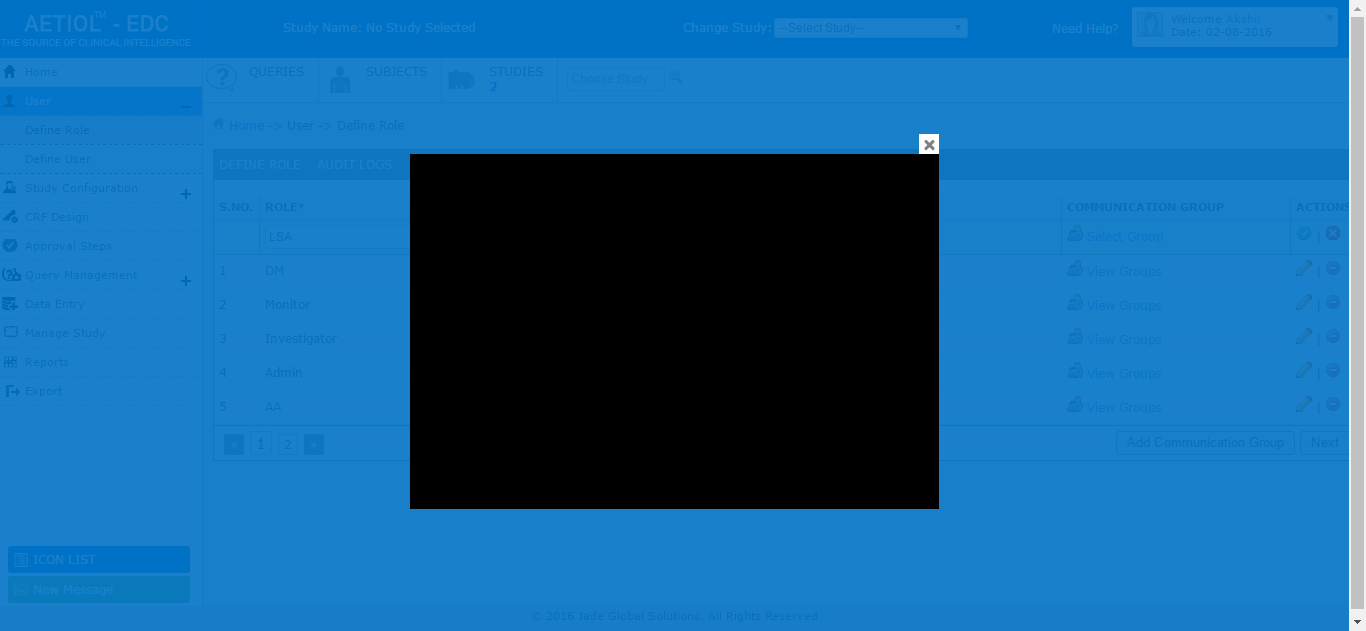 AETIOL™ - EDC
THE SOURCE OF CLINICAL INTELLIGENCE
Study Name: No Study Selected
Change Study: --Select Study--
Need Help?
Welcome Akshi
Date: 02-08-2016
Home
User
Define Role
Define User
Study Configuration
CRF Design
Approval Steps
Query Management
Data Entry
Manage Study
Reports
Export
ICON LIST
New Message
QUERIES
SUBJECTS
STUDIES
2
Choose Study
Home -> User -> Define Role
DEFINE ROLE AUDIT LOGS
S.NO. ROLE* COMMUNICATION GROUP ACTIONS
LSA Select Group |
1 DM View Groups |
2 Monitor View Groups |
3 Investigator View Groups |
4 Admin View Groups |
5 AA View Groups |
< 1 2 > Add Communication Group Next
© 2016 Jade Global Solutions. All Rights Reserved